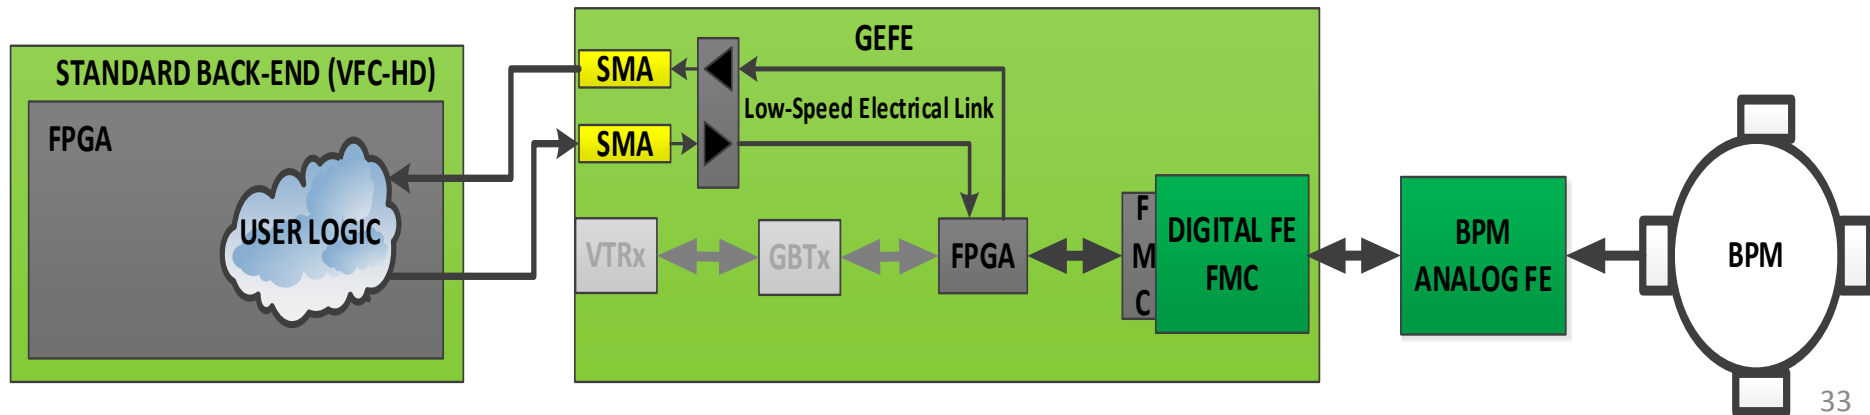 STANDARD BACK-END (VFC-HD)
FPGA
USER LOGIC
GEFE
SMA
Low-Speed Electrical Link
SMA
VTRx
GBTx
FPGA
F
M
C
DIGITAL FE
FMC
BPM
ANALOG FE
BPM
33